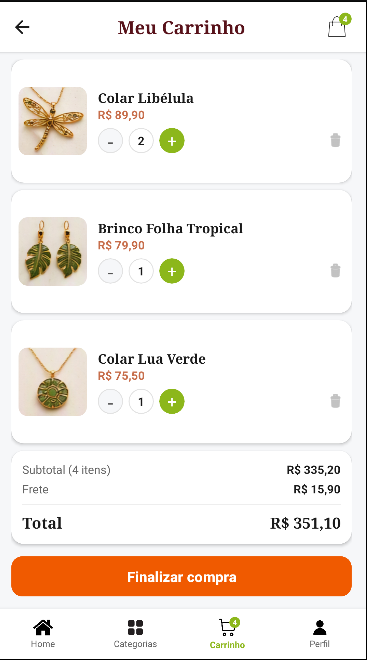 Meu Carrinho
4
Colar Libélula
R$ 89,90
- 2 +
Brinco Folha Tropical
R$ 79,90
- 1 +
Colar Lua Verde
R$ 75,50
- 1 +
Subtotal (4 itens) R$ 335,20
Frete R$ 15,90
Total R$ 351,10
Finalizar compra
4
Home Categorias Carrinho Perfil